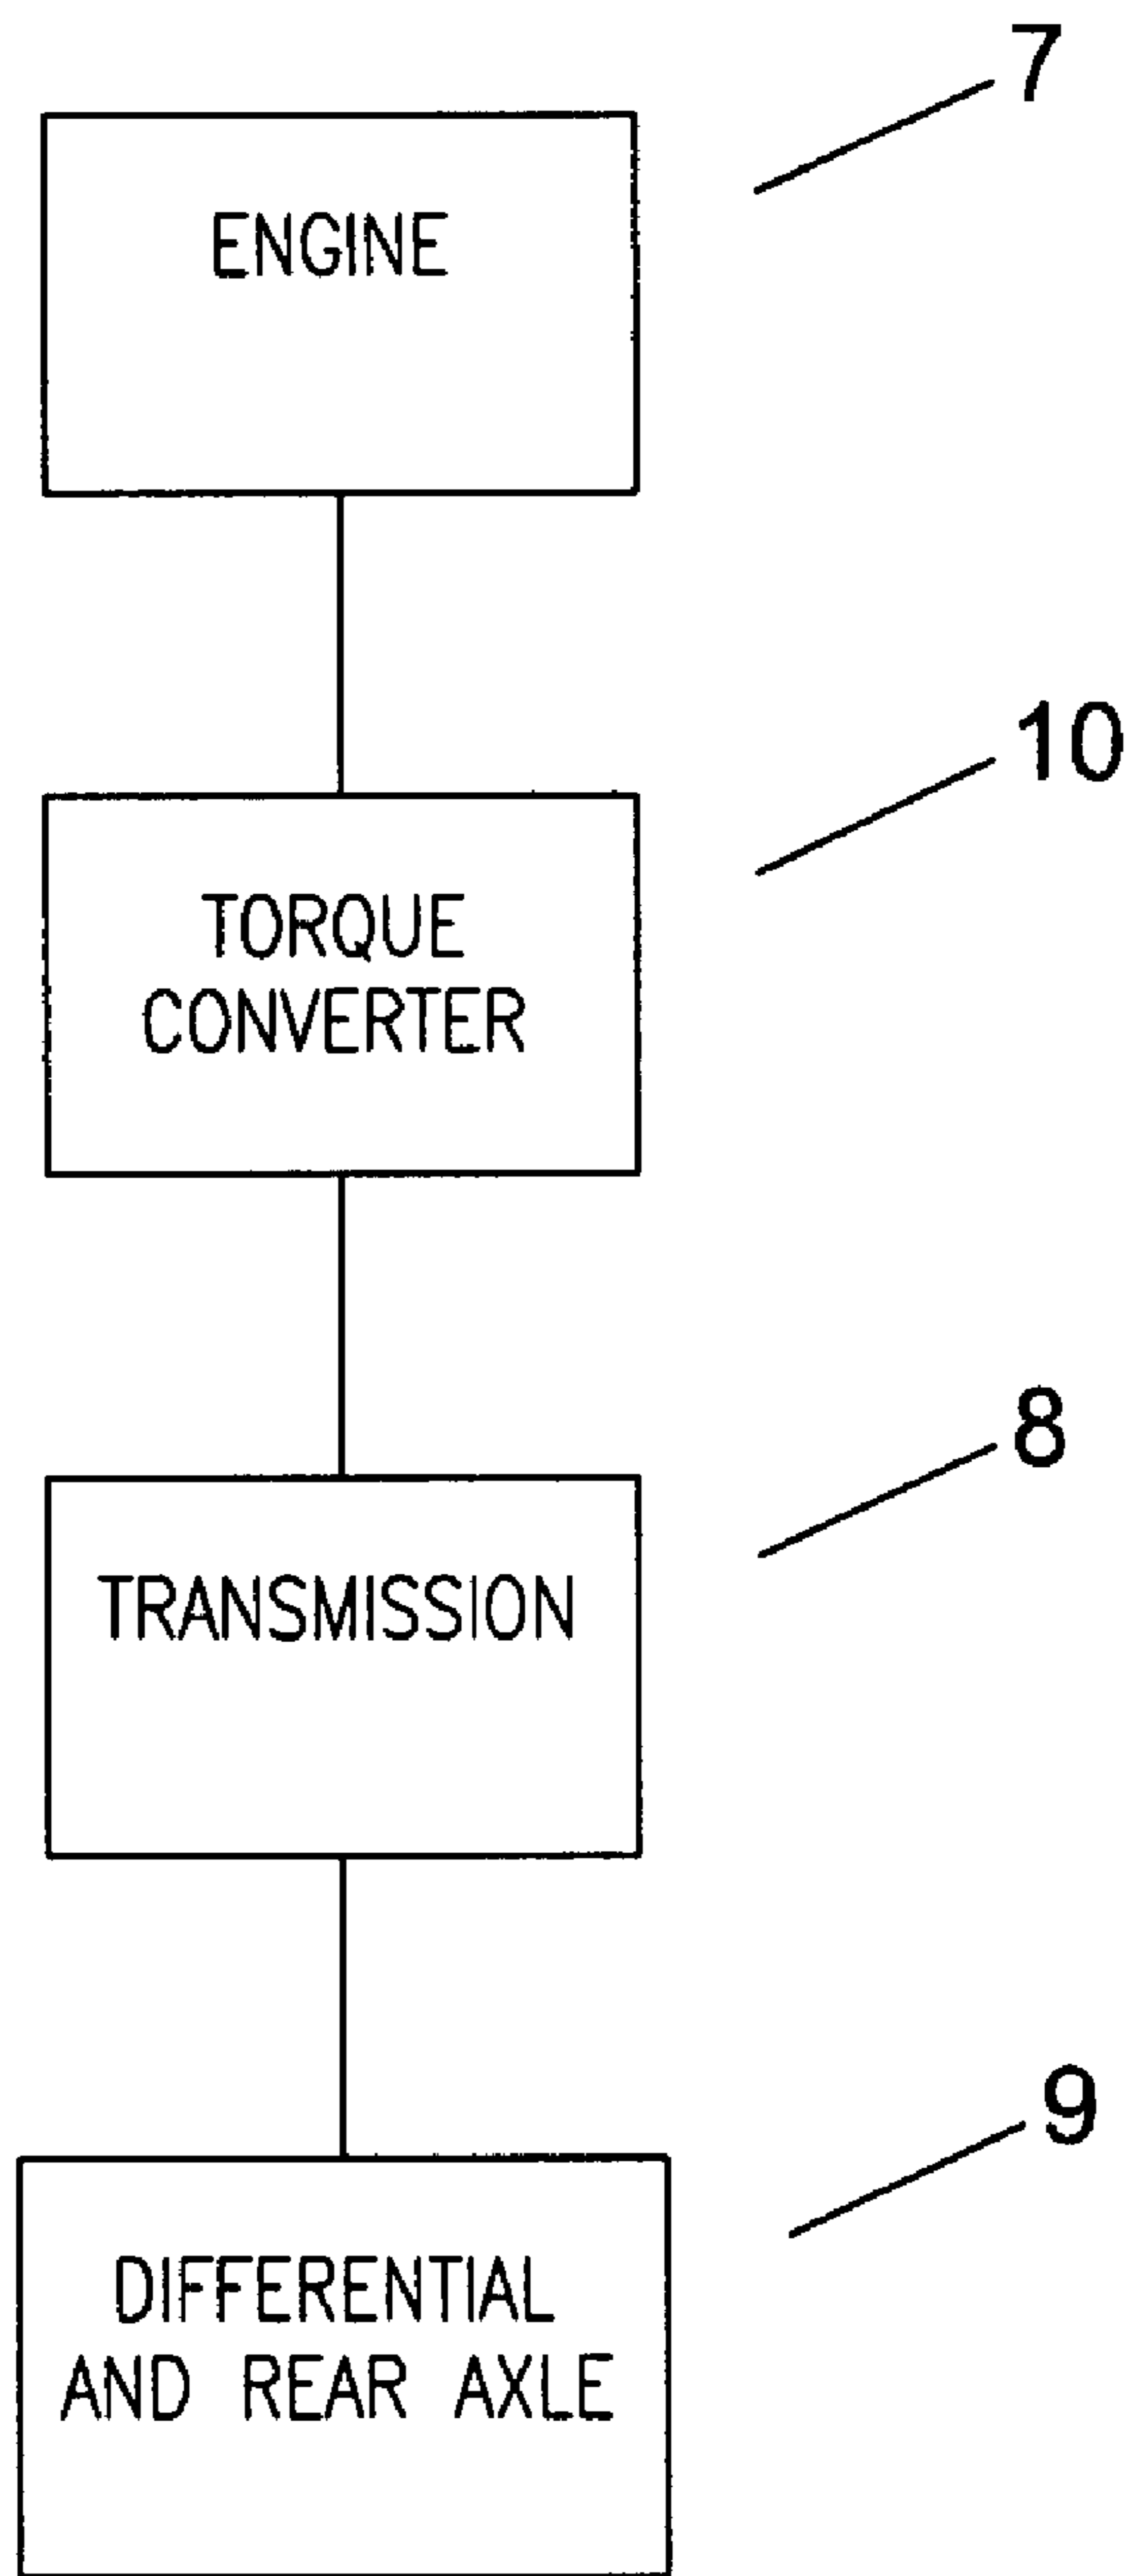 7
ENGINE
10
TORQUE
CONVERTER
8
TRANSMISSION
9
DIFFERENTIAL
AND REAR AXLE